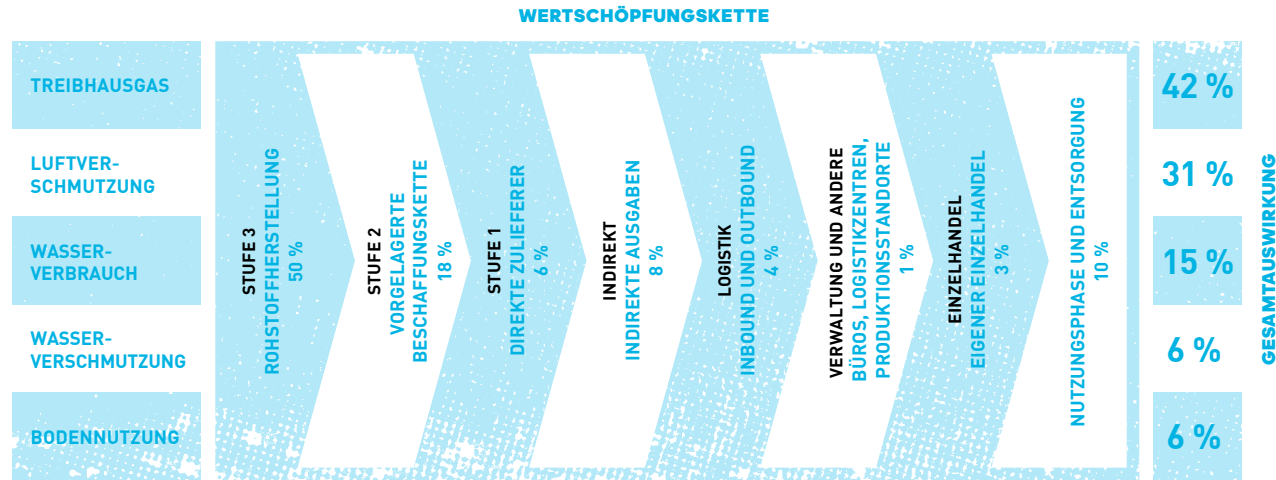 WERTSCHÖPFUNGSKETTE
TREIBHAUSGAS
LUFTVER-
SCHMUTZUNG
WASSER-
VERBRAUCH
WASSER-
VERSCHMUTZUNG
BODENNUTZUNG
STUFE 3
ROHSTOFFHERSTELLUNG
50 %
STUFE 2
VORGELAGERTE
BESCHAFFUNGSKETTE
18 %
STUFE 1
DIREKTE ZULIEFERER
6 %
INDIREKT
INDIREKTE AUSGABEN
8 %
LOGISTIK
INBOUND UND OUTBOUND
4 %
VERWALTUNG UND ANDERE
BÜROS, LOGISTIKZENTREN,
PRODUKTIONSSTANDORTE
1 %
EINZELHANDEL
EIGENER EINZELHANDEL
3 %
NUTZUNGSPHASE UND ENTSORGUNG
10 %
42 %
31 %
15 %
6 %
6 %
GESAMTAUSWIRKUNG